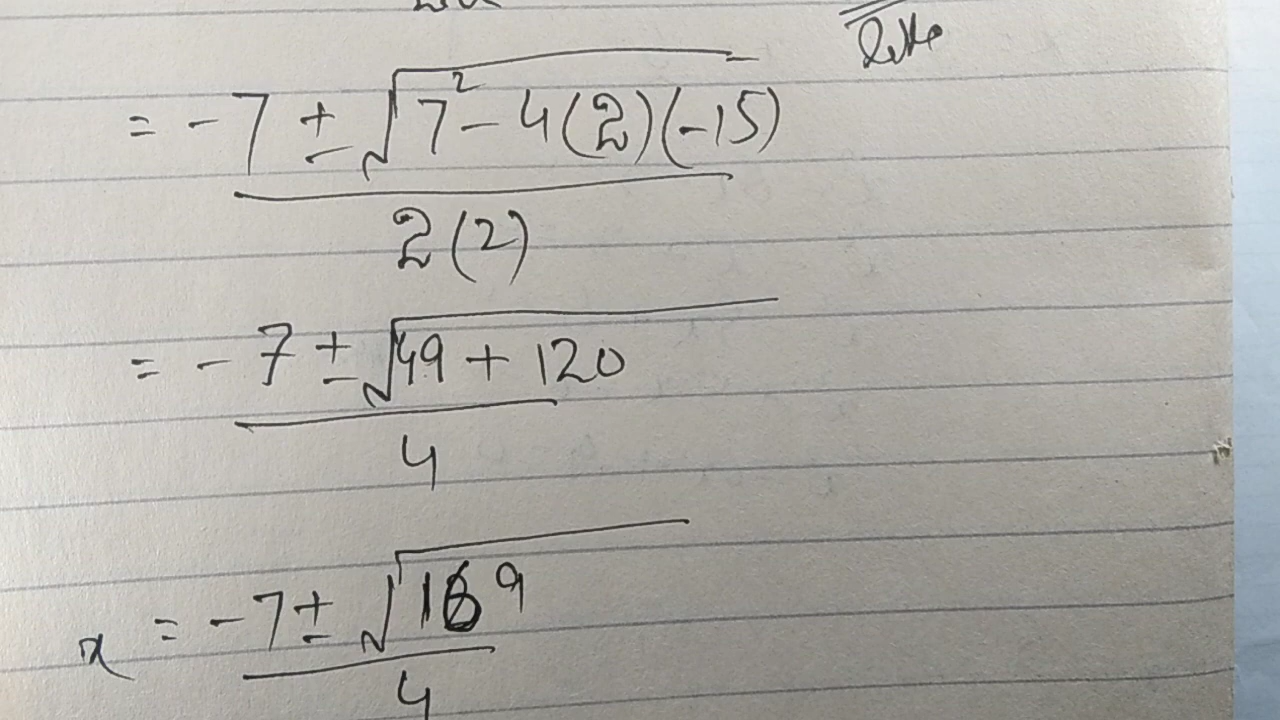 = -7 ± √7² - 4(2)(-15)
2(2)
= -7 ± √49 + 120
4
x = -7 ± √169
4